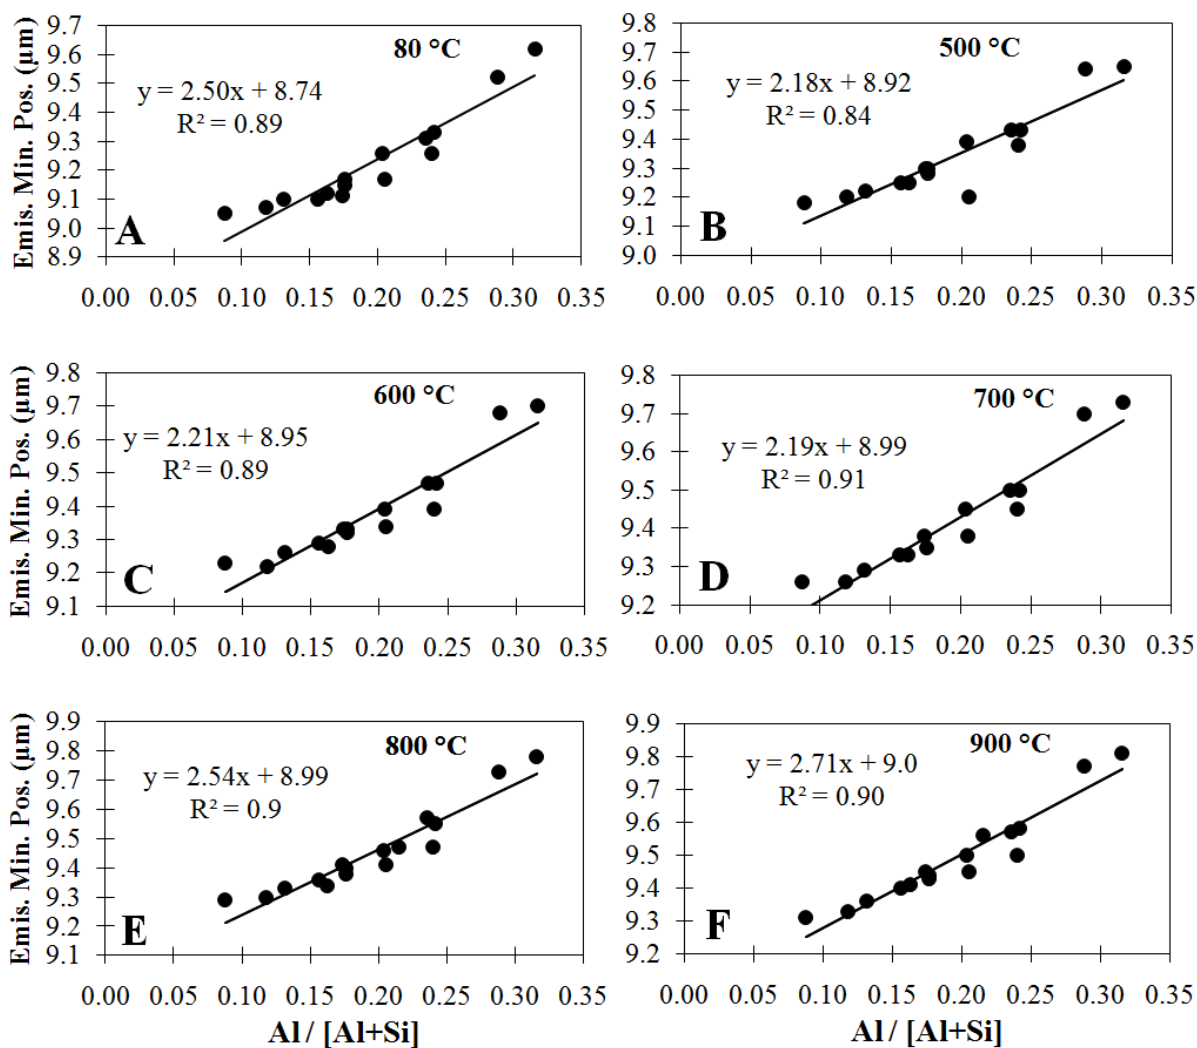 Emis. Min. Pos. (µm)
9.7
9.6
9.5
9.4
9.3
9.2
9.1
9.0
8.9
80 °C
y = 2.50x + 8.74
R² = 0.89
A
0.00 0.05 0.10 0.15 0.20 0.25 0.30 0.35
9.8
9.7
9.6
9.5
9.4
9.3
9.2
9.1
9.0
500 °C
y = 2.18x + 8.92
R² = 0.84
B
0.00 0.05 0.10 0.15 0.20 0.25 0.30 0.35
Emis. Min. Pos. (µm)
9.8
9.7
9.6
9.5
9.4
9.3
9.2
9.1
600 °C
y = 2.21x + 8.95
R² = 0.89
C
0.00 0.05 0.10 0.15 0.20 0.25 0.30 0.35
9.8
9.7
9.6
9.5
9.4
9.3
9.2
700 °C
y = 2.19x + 8.99
R² = 0.91
D
0.00 0.05 0.10 0.15 0.20 0.25 0.30 0.35
Emis. Min. Pos. (µm)
9.9
9.8
9.7
9.6
9.5
9.4
9.3
9.2
9.1
800 °C
y = 2.54x + 8.99
R² = 0.9
E
0.00 0.05 0.10 0.15 0.20 0.25 0.30 0.35
Al / [Al+Si]
9.9
9.8
9.7
9.6
9.5
9.4
9.3
9.2
900 °C
y = 2.71x + 9.0
R² = 0.90
F
0.00 0.05 0.10 0.15 0.20 0.25 0.30 0.35
Al / [Al+Si]